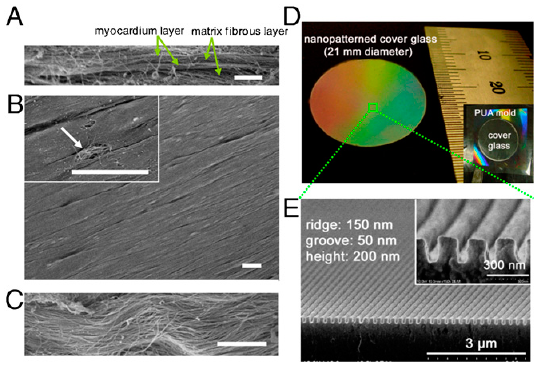 A
myocardium layer
matrix fibrous layer
B
C
D
nanopatterned cover glass
(21 mm diameter)
10
20
PUA mold
cover
glass
E
ridge: 150 nm
groove: 50 nm
height: 200 nm
300 nm
3 µm